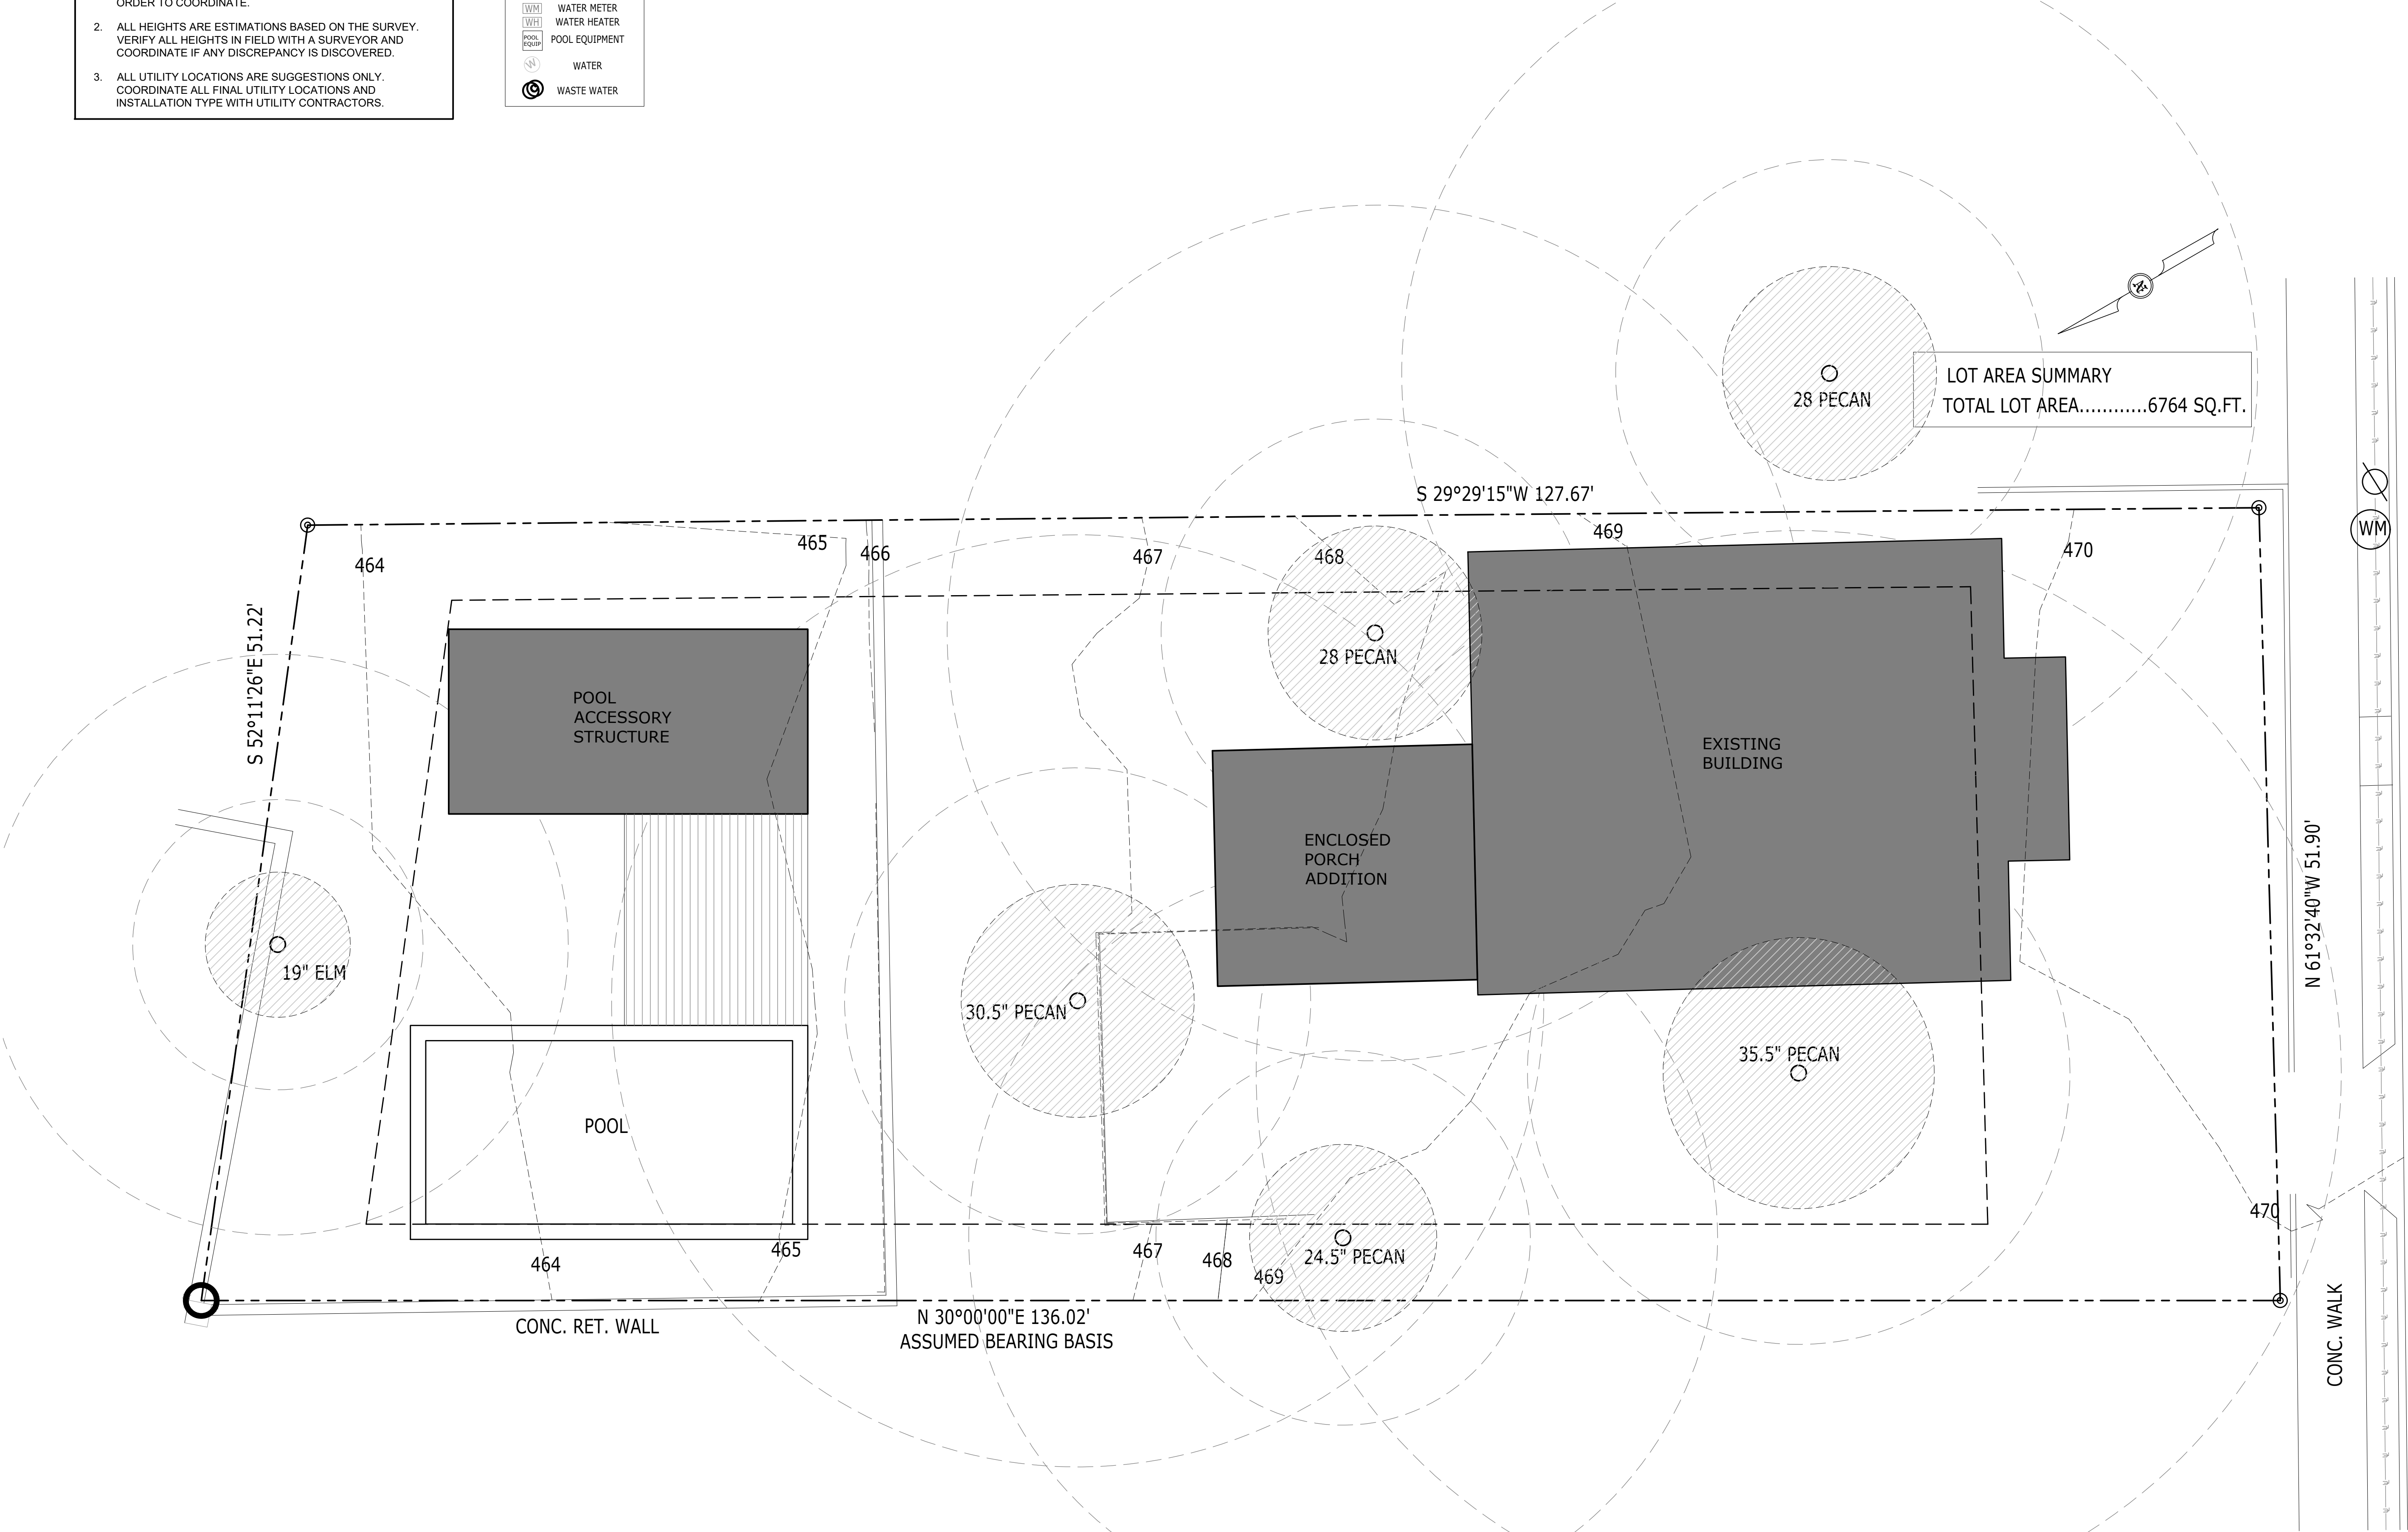 ORDER TO COORDINATE.
2. ALL HEIGHTS ARE ESTIMATIONS BASED ON THE SURVEY.
VERIFY ALL HEIGHTS IN FIELD WITH A SURVEYOR AND
COORDINATE IF ANY DISCREPANCY IS DISCOVERED.
3. ALL UTILITY LOCATIONS ARE SUGGESTIONS ONLY.
COORDINATE ALL FINAL UTILITY LOCATIONS AND
INSTALLATION TYPE WITH UTILITY CONTRACTORS.
WM WATER METER
WH WATER HEATER
POOL
EQUIP
POOL EQUIPMENT
W WATER
WASTE WATER
N
LOT AREA SUMMARY
TOTAL LOT AREA............6764 SQ.FT.
28 PECAN
S 29°29'15"W 127.67'
WM
464
465
466
467
468
469
470
S 52°11'26"E 51.22'
28 PECAN
POOL
ACCESSORY
STRUCTURE
EXISTING
BUILDING
ENCLOSED
PORCH
ADDITION
N 61°32'40"W 51.90'
19" ELM
30.5" PECAN
35.5" PECAN
POOL
464
465
467
468
469
24.5" PECAN
470
CONC. RET. WALL
N 30°00'00"E 136.02'
ASSUMED BEARING BASIS
CONC. WALK